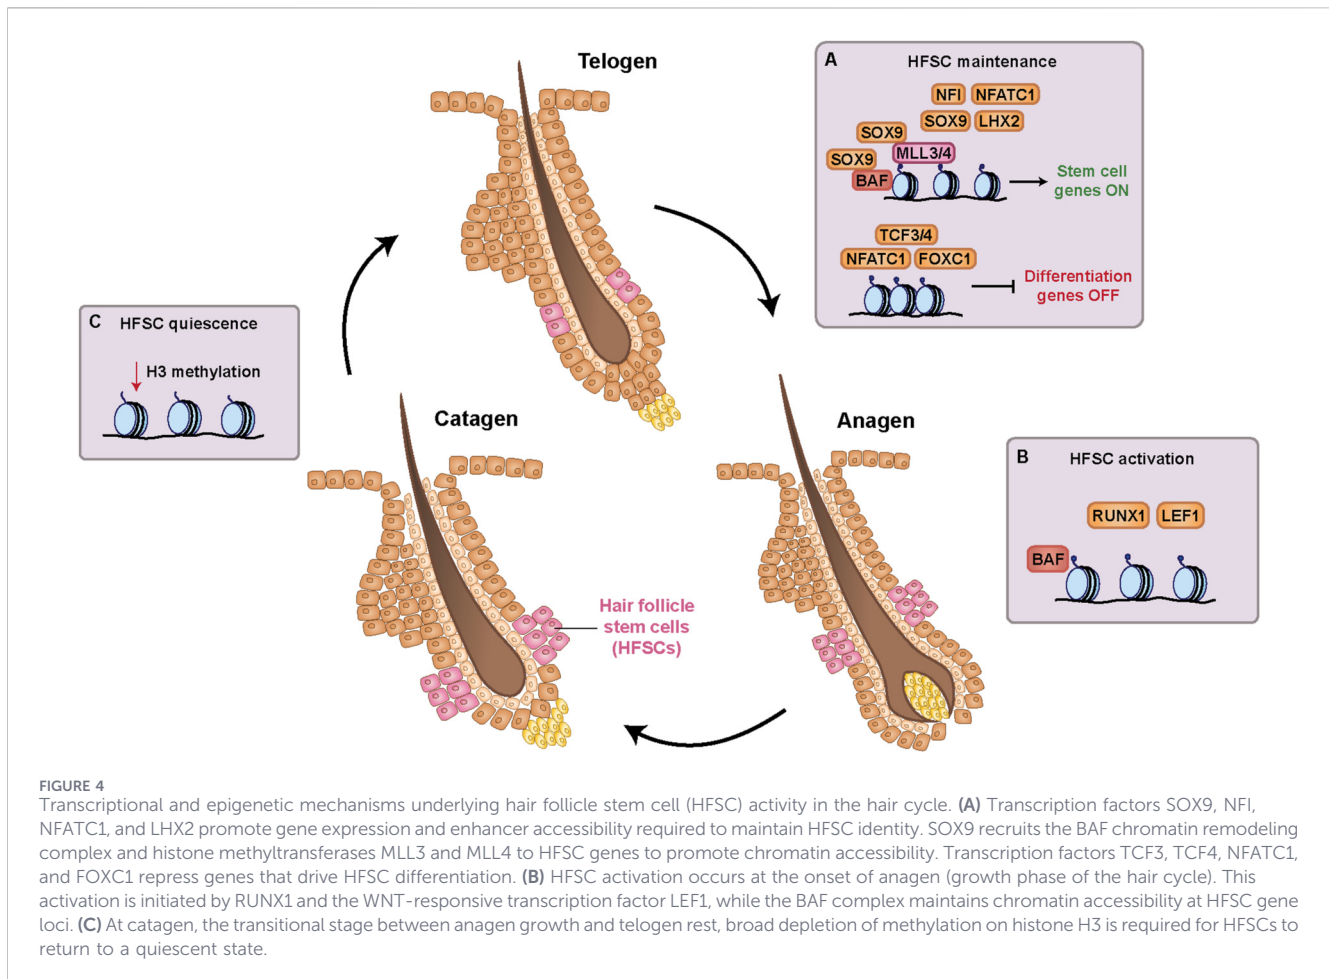 Telogen
A
HFSC maintenance
NFI
NFATC1
SOX9
LHX2
SOX9
MLL3/4
SOX9
BAF
Stem cell
genes ON
TCF3/4
NFATC1
FOXC1
Differentiation
genes OFF
C
HFSC quiescence
H3 methylation
Catagen
Anagen
B
HFSC activation
RUNX1
LEF1
BAF
Hair follicle
stem cells
(HFSCs)
FIGURE 4
Transcriptional and epigenetic mechanisms underlying hair follicle stem cell (HFSC) activity in the hair cycle. (A) Transcription factors SOX9, NFI,
NFATC1, and LHX2 promote gene expression and enhancer accessibility required to maintain HFSC identity. SOX9 recruits the BAF chromatin remodeling
complex and histone methyltransferases MLL3 and MLL4 to HFSC genes to promote chromatin accessibility. Transcription factors TCF3, TCF4, NFATC1,
and FOXC1 repress genes that drive HFSC differentiation. (B) HFSC activation occurs at the onset of anagen (growth phase of the hair cycle). This
activation is initiated by RUNX1 and the WNT-responsive transcription factor LEF1, while the BAF complex maintains chromatin accessibility at HFSC gene
loci. (C) At catagen, the transitional stage between anagen growth and telogen rest, broad depletion of methylation on histone H3 is required for HFSCs to
return to a quiescent state.